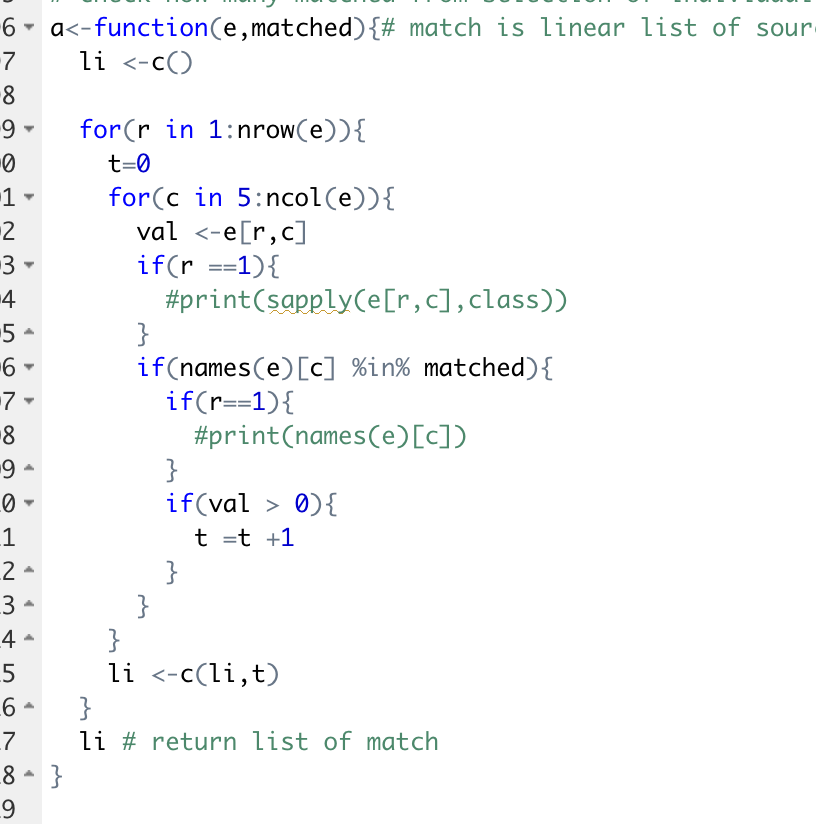 6 a<-function(e,matched){# match is linear list of sour
7 li <-c()
8
9 for(r in 1:nrow(e)){
0 t=0
1 for(c in 5:ncol(e)){
2 val <-e[r,c]
3 if(r ==1){
4 #print(sapply(e[r,c],class))
5 }
6 if(names(e)[c] %in% matched){
7 if(r==1){
8 #print(names(e)[c])
9 }
0 if(val > 0){
1 t =t +1
2 }
3 }
4 }
5 li <-c(li,t)
6 }
7 li # return list of match
8 }
9